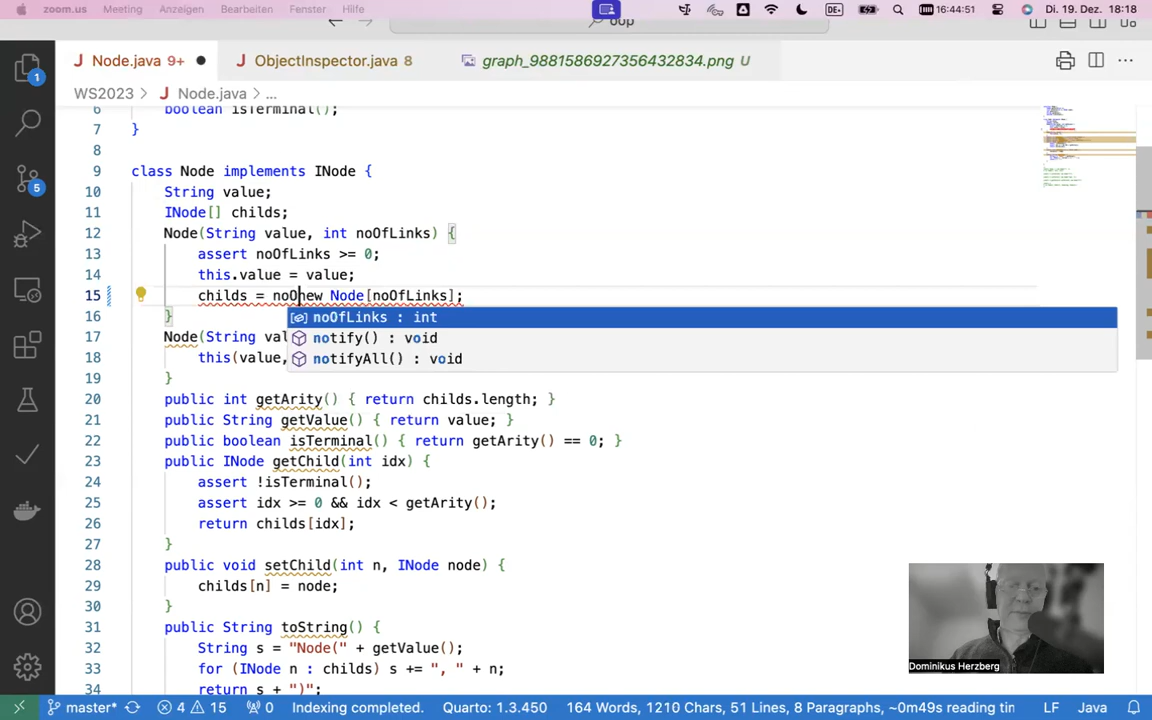 zoom.us Meeting Anzeigen Bearbeiten Fenster Hilfe DE+ 16:44:51 Di. 19. Dez. 18:18
oop
J Node.java 9+ J ObjectInspector.java 8 graph_9881586927356432834.png U
WS2023 J Node.java ...
6 boolean isTerminal();
7 }
8
9 class Node implements INode {
10 String value;
11 INode[] childs;
12 Node(String value, int noOfLinks) {
13 assert noOfLinks >= 0;
14 this.value = value;
15 childs = noOnew Node[noOfLinks];
16 }
noOfLinks : int
17 Node(String val
notify() : void
18 this(value,
notifyAll() : void
19 }
20 public int getArity() { return childs.length; }
21 public String getValue() { return value; }
22 public boolean isTerminal() { return getArity() == 0; }
23 public INode getChild(int idx) {
24 assert !isTerminal();
25 assert idx >= 0 && idx < getArity();
26 return childs[idx];
27 }
28 public void setChild(int n, INode node) {
29 childs[n] = node;
30 }
31 public String toString() {
32 String s = "Node(" + getValue();
33 for (INode n : childs) s += ", " + n;
34 return s + ")";
1
5
Dominikus Herzberg
master* 4 15 0 Indexing completed. Quarto: 1.3.450 164 Words, 1210 Chars, 51 Lines, 8 Paragraphs, ~0m49s reading tin LF Java